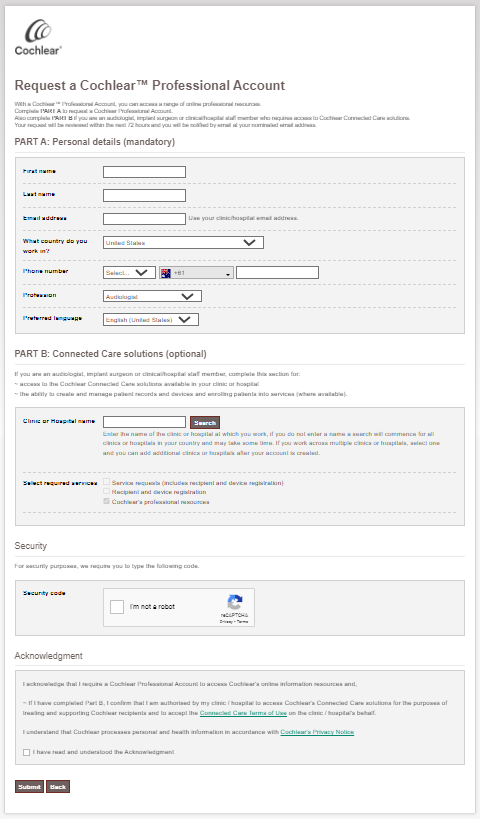 Cochlear®
Request a Cochlear™ Professional Account
With a Cochlear™ Professional Account, you can access a range of online professional resources.
Complete PART A to request a Cochlear Professional Account.
Also complete PART B if you are an audiologist, implant surgeon or clinical/hospital staff member who requires access to Cochlear Connected Care solutions.
Your request will be reviewed within the next 72 hours and you will be notified by email at your nominated email address.
PART A: Personal details (mandatory)
First name
Last name
Email address Use your clinic/hospital email address.
What country do you United States
work in?
Phone number Select... +61
Profession Audiologist
Preferred language English (United States)
PART B: Connected Care solutions (optional)
If you are an audiologist, implant surgeon or clinical/hospital staff member, complete this section for:
~ access to the Cochlear Connected Care solutions available in your clinic or hospital
~ the ability to create and manage patient records and devices and enrolling patients into services (where available).
Clinic or Hospital name Search
Enter the name of the clinic or hospital at which you work, if you do not enter a name a search will commence for all
clinics or hospitals in your country and may take some time. If you work across multiple clinics or hospitals, select one
and you can add additional clinics or hospitals after your account is created.
Select required services Service requests (includes recipient and device registration)
Recipient and device registration
Cochlear's professional resources
Security
For security purposes, we require you to type the following code.
Security code I'm not a robot
reCAPTCHA
Privacy - Terms
Acknowledgment
I acknowledge that I require a Cochlear Professional Account to access Cochlear's online information resources and,
~ If I have completed Part B, I confirm that I am authorised by my clinic / hospital to access Cochlear's Connected Care solutions for the purposes of
treating and supporting Cochlear recipients and to accept the Connected Care Terms of Use on the clinic / hospital's behalf.
I understand that Cochlear processes personal and health information in accordance with Cochlear's Privacy Notice
I have read and understood the Acknowledgment
Submit Back